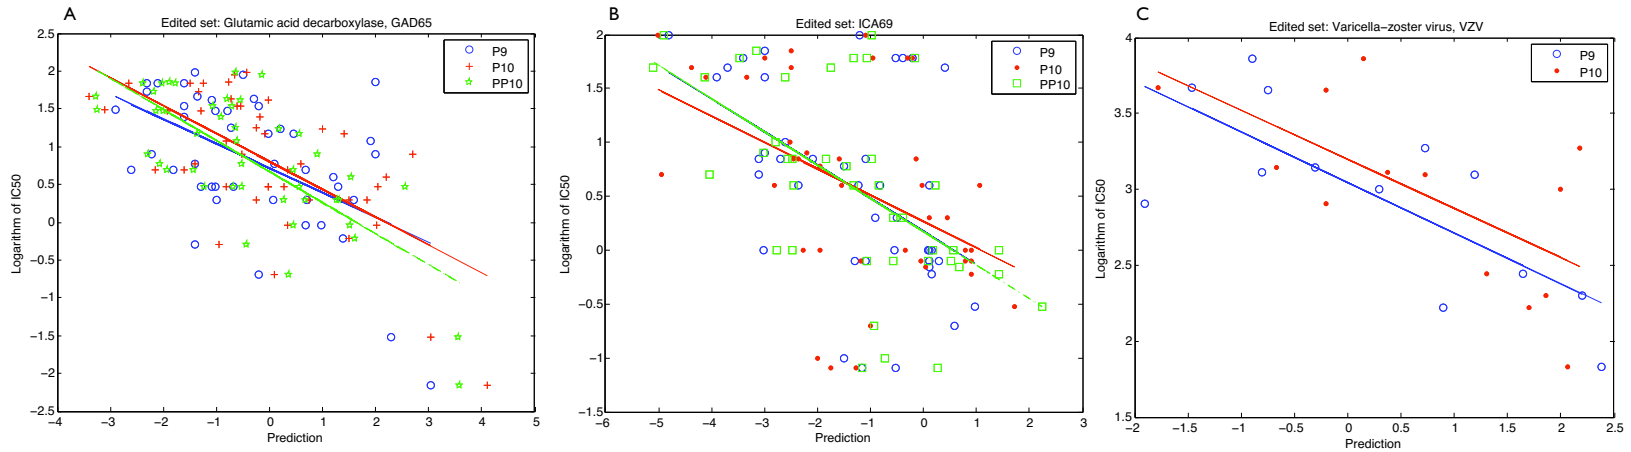 A
Edited set: Glutamic acid decarboxylase, GAD65
P9
P10
PP10
2.5
2
1.5
1
0.5
0
−0.5
−1
−1.5
−2
−2.5
−4
−3
−2
−1
0
1
2
3
4
5
Logarithm of IC50
Prediction
B
Edited set: ICA69
P9
P10
PP10
2
1.5
1
0.5
0
−0.5
−1
−1.5
−6
−5
−4
−3
−2
−1
0
1
2
3
Logarithm of IC50
Prediction
C
Edited set: Varicella−zoster virus, VZV
P9
P10
4
3.5
3
2.5
2
1.5
−2
−1.5
−1
−0.5
0
0.5
1
1.5
2
2.5
Logarithm of IC50
Prediction